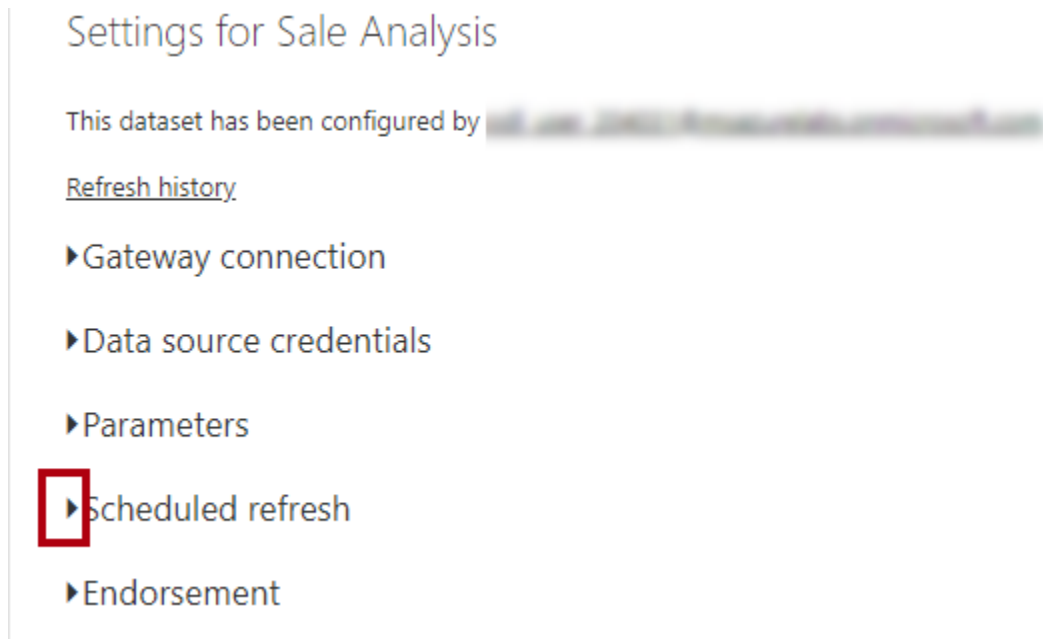 Settings for Sale Analysis
This dataset has been configured by
Refresh history
Gateway connection
Data source credentials
Parameters
Scheduled refresh
Endorsement